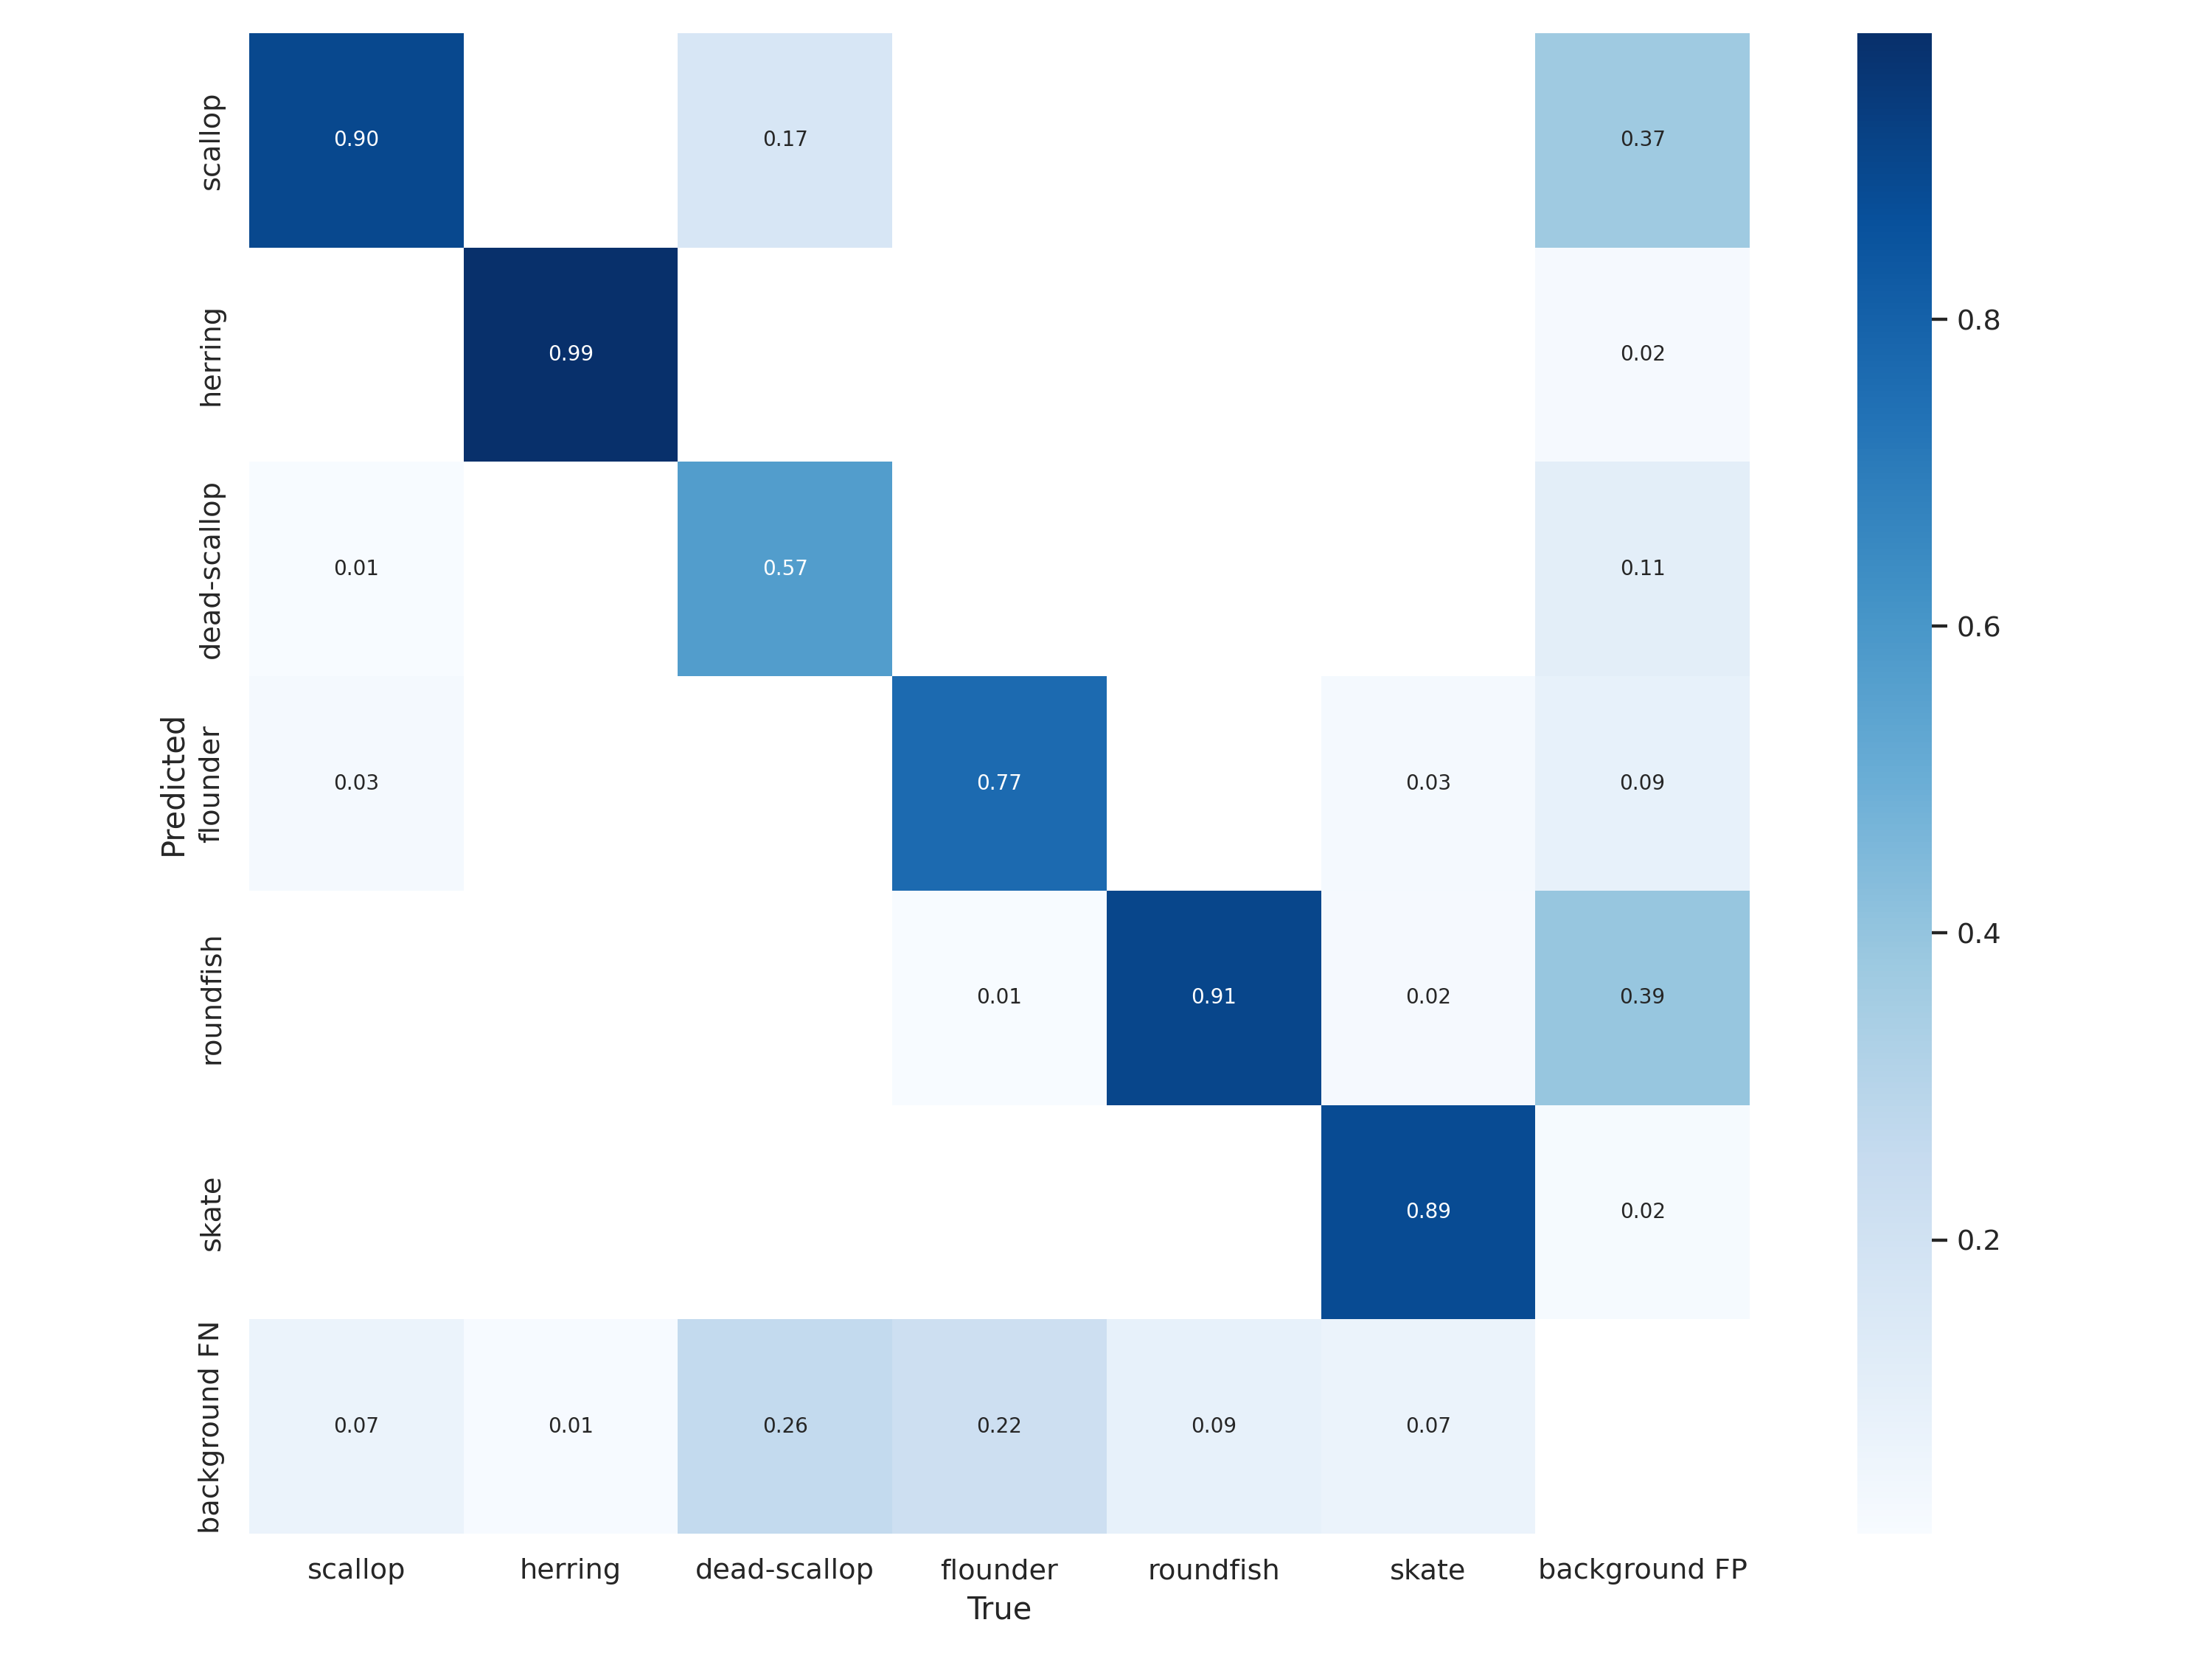 scallop 0.90 0.17 0.37
herring 0.99 0.02
0.8
dead-scallop 0.01 0.57 0.11
0.6
Predicted
flounder 0.03 0.77 0.03 0.09
0.4
roundfish 0.01 0.91 0.02 0.39
skate 0.89 0.02
0.2
background FN 0.07 0.01 0.26 0.22 0.09 0.07
scallop herring dead-scallop flounder roundfish skate background FP
True